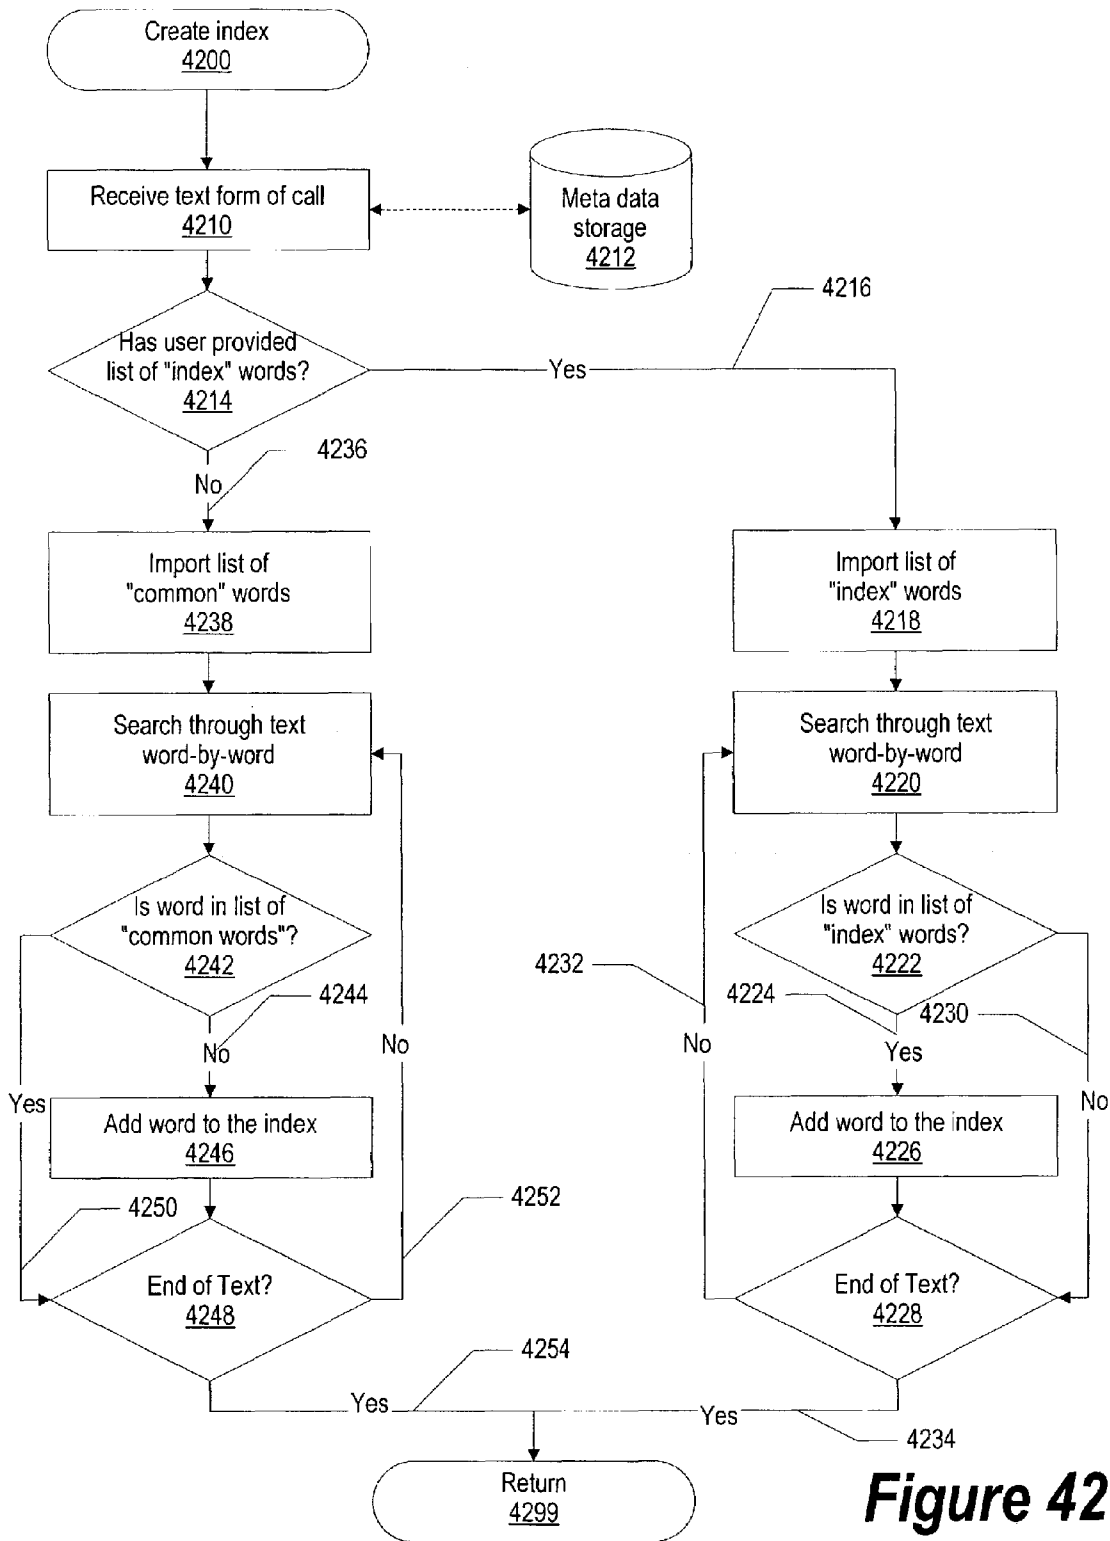 Create index
4200
Receive text form of call
4210
Meta data
storage
4212
4216
Has user provided
list of "index" words?
4214
Yes
4236
No
Import list of
"common" words
4238
Import list of
"index" words
4218
Search through text
word-by-word
4240
Search through text
word-by-word
4220
Is word in list of
"common words"?
4242
Is word in list of
"index" words?
4222
4232
4244
4224
4230
No
No
No
Yes
Yes
No
Add word to the index
4246
Add word to the index
4226
4250
4252
End of Text?
4248
End of Text?
4228
4254
Yes
Yes
4234
Return
4299
Figure 42